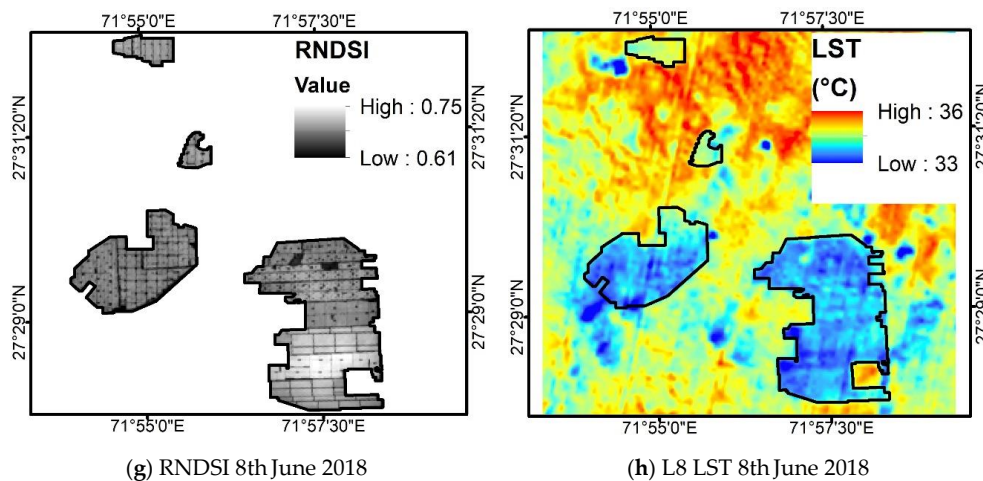 71°55'0"E 71°57'30"E
RNDSI
Value
High : 0.75
Low : 0.61
27°31'20"N
27°29'0"N
27°31'20"N
27°29'0"N
71°55'0"E 71°57'30"E
(g) RNDSI 8th June 2018
71°55'0"E 71°57'30"E
LST
(°C)
High : 36
Low : 33
27°31'20"N
27°29'0"N
27°31'20"N
27°29'0"N
71°55'0"E 71°57'30"E
(h) L8 LST 8th June 2018